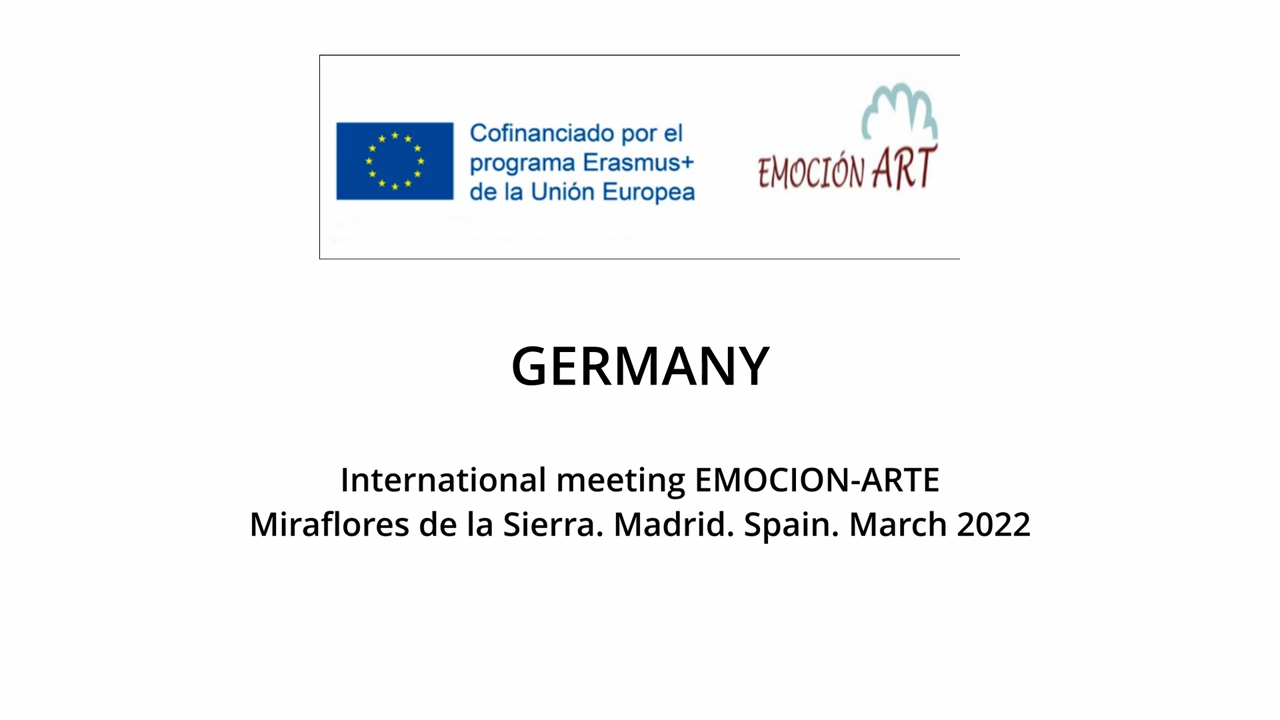 Cofinanciado por el
programa Erasmus+
de la Unión Europea
EMOCIÓN ART
GERMANY
International meeting EMOCION-ARTE
Miraflores de la Sierra. Madrid. Spain. March 2022